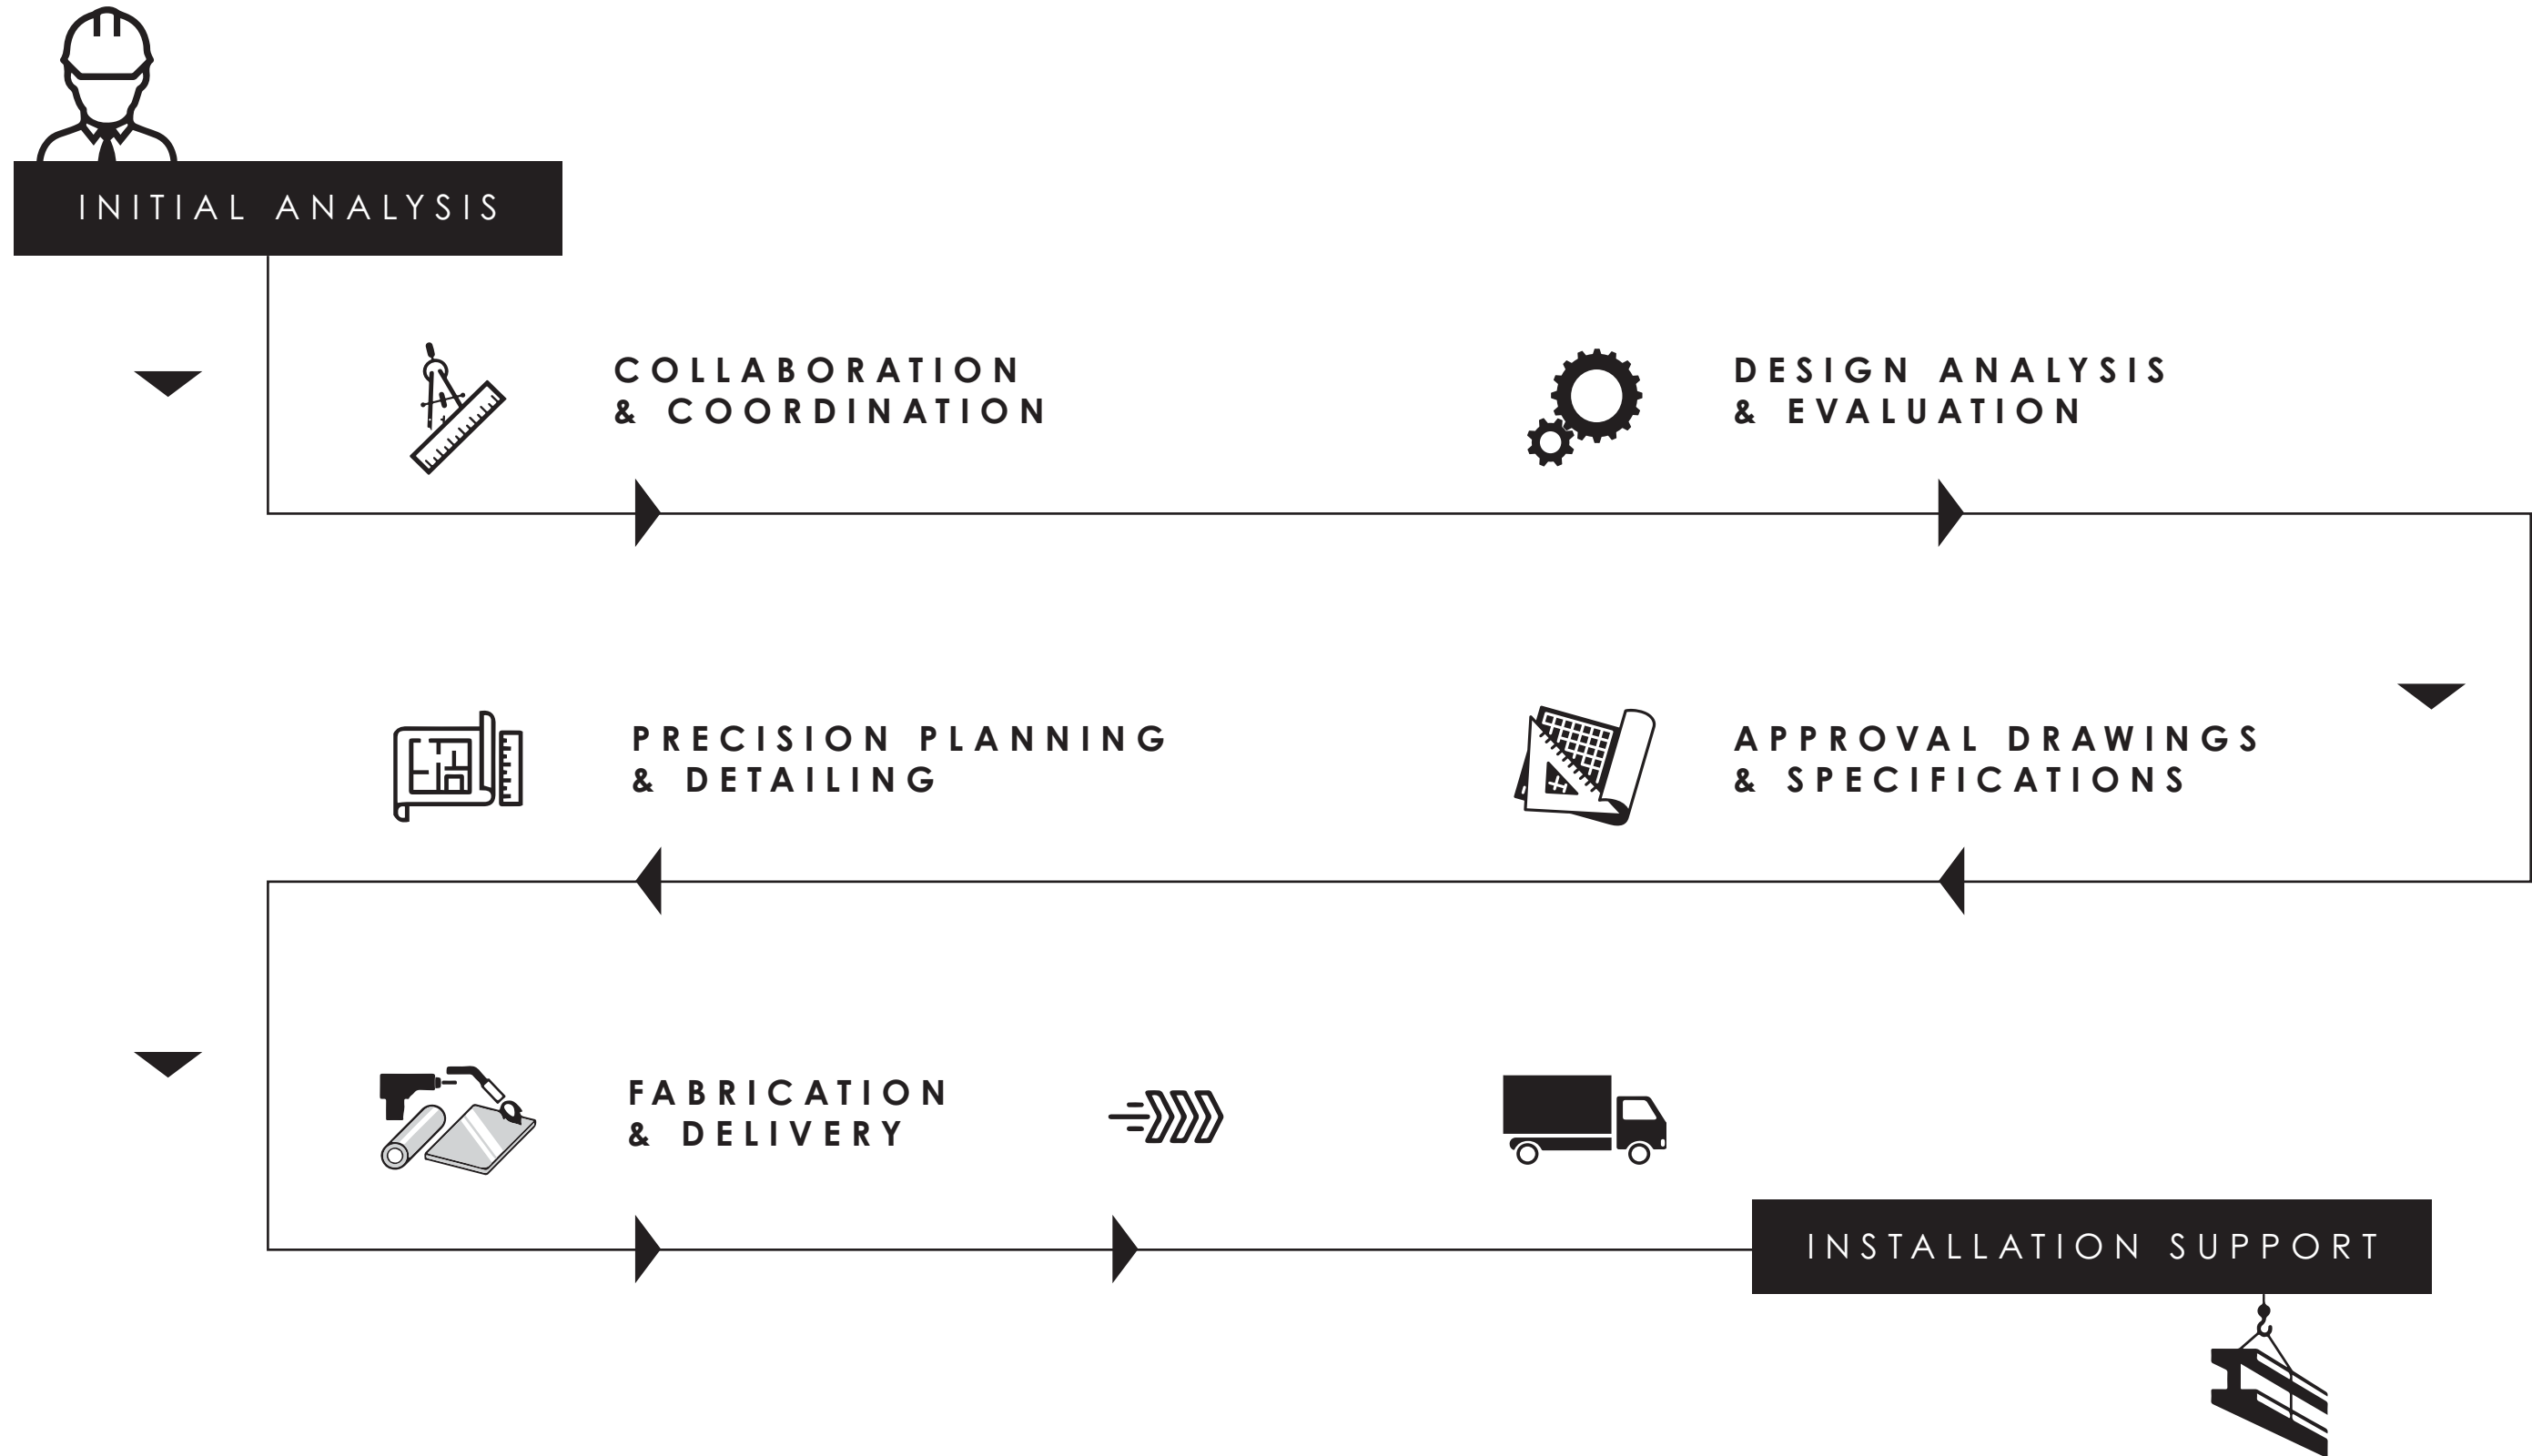 INITIAL ANALYSIS
COLLABORATION
& COORDINATION
DESIGN ANALYSIS
& EVALUATION
PRECISION PLANNING
& DETAILING
APPROVAL DRAWINGS
& SPECIFICATIONS
FABRICATION
& DELIVERY
INSTALLATION SUPPORT